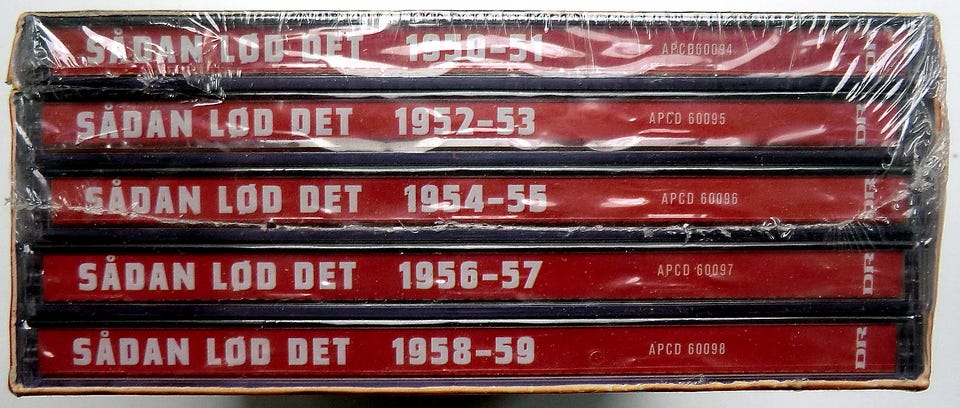 SÅDAN LØD DET 1950-51 APCD60094 DR
SÅDAN LØD DET 1952-53 APCD 60095 DR
SÅDAN LØD DET 1954-55 APCD 60096 DR
SÅDAN LØD DET 1956-57 APCD 60097 DR
SÅDAN LØD DET 1958-59 APCD 60098 DR